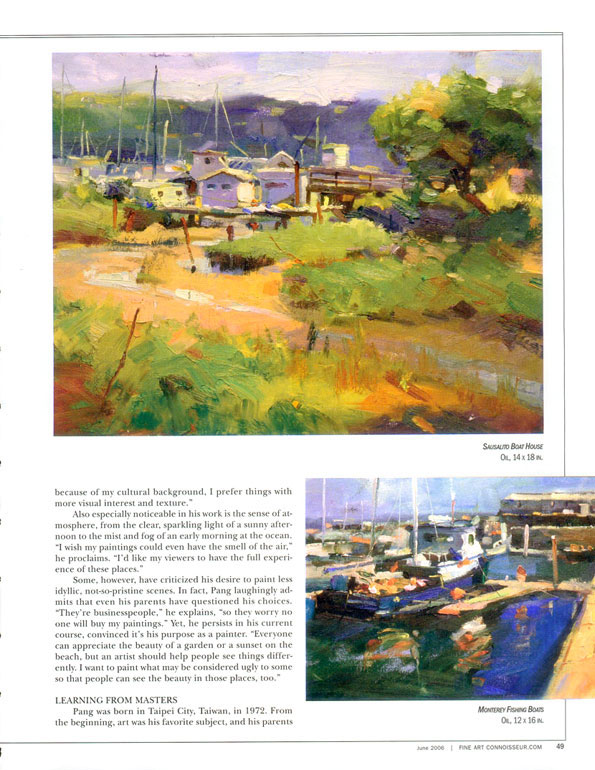 Sausalito Boat House
Oil, 14 x 18 in.
because of my cultural background, I prefer things with
more visual interest and texture."
Also especially noticeable in his work is the sense of at-
mosphere, from the clear, sparkling light of a sunny after-
noon to the mist and fog of an early morning at the ocean.
"I wish my paintings could even have the smell of the air,"
he proclaims. "I'd like my viewers to have the full experi-
ence of these places."
Some, however, have criticized his desire to paint less
idyllic, not-so-pristine scenes. In fact, Pang laughingly ad-
mits that even his parents have questioned his choices.
"They're businesspeople," he explains, "so they worry no
one will buy my paintings." Yet, he persists in his current
course, convinced it's his purpose as a painter. "Everyone
can appreciate the beauty of a garden or a sunset on the
beach, but an artist should help people see things differ-
ently. I want to paint what may be considered ugly to some
so that people can see the beauty in those places, too."
LEARNING FROM MASTERS
Pang was born in Taipei City, Taiwan, in 1972. From
the beginning, art was his favorite subject, and his parents
Monterey Fishing Boats
Oil, 12 x 16 in.
June 2006 | FINE ART CONNOISSEUR.COM 49